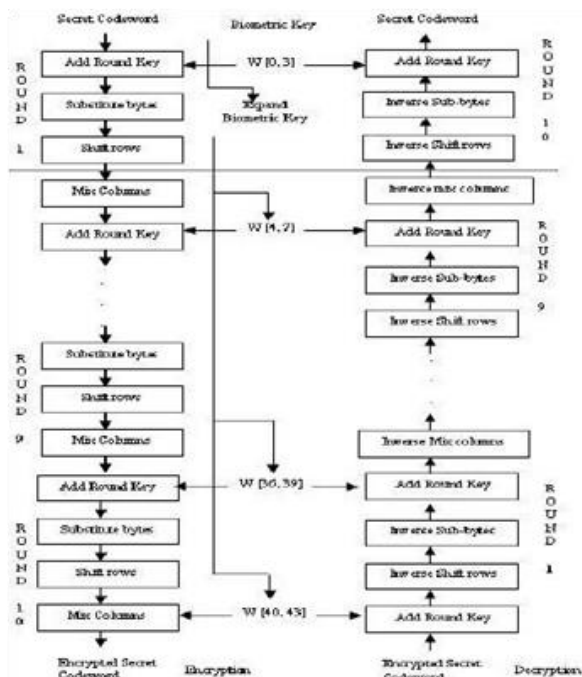 Secret Codeword
Add Round Key
Substitute bytes
Shift rows
ROUND 1
Mix Columns
Add Round Key
Substitute bytes
Shift rows
Mix Columns
ROUND 9
Add Round Key
Substitute bytes
Shift rows
Mix Columns
ROUND 10
Encrypted Secret
Codeword
Encryption
Biometric Key
W [0, 3]
Expand
Biometric Key
W [4, 7]
W [36, 39]
W [40, 43]
Secret Codeword
Add Round Key
Inverse Sub-bytes
Inverse Shift rows
ROUND 10
Inverse mix columns
Add Round Key
Inverse Sub-bytes
Inverse Shift rows
ROUND 9
Inverse Mix columns
Add Round Key
Inverse Sub-bytes
Inverse Shift rows
Add Round Key
ROUND 1
Encrypted Secret
Codeword
Decryption